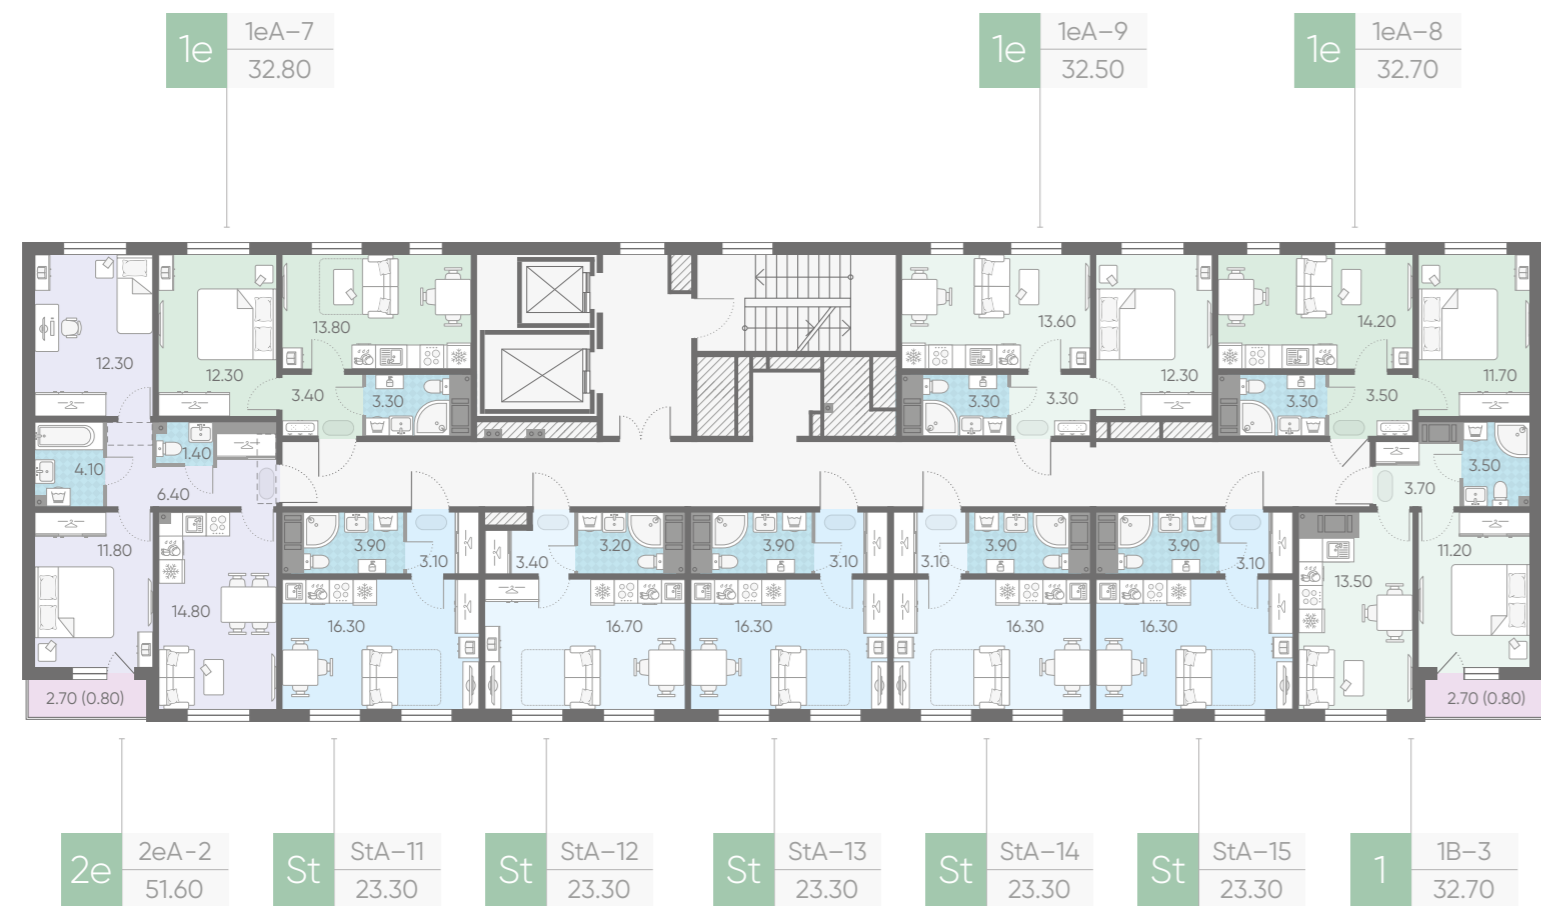 1e
1eA–7
32.80
1e
1eA–9
32.50
1e
1eA–8
32.70
12.30
12.30
13.80
3.40
3.30
13.60
3.30
3.30
12.30
14.20
3.30
3.50
11.70
4.10
1.40
6.40
3.70
3.50
11.80
14.80
3.90
3.10
16.30
3.40
3.20
16.70
3.90
3.10
16.30
3.10
3.90
16.30
3.90
3.10
16.30
13.50
11.20
2.70 (0.80)
2.70 (0.80)
2e
2eA-2
51.60
St
StA–11
23.30
St
StA–12
23.30
St
StA–13
23.30
St
StA–14
23.30
St
StA–15
23.30
1
1B–3
32.70